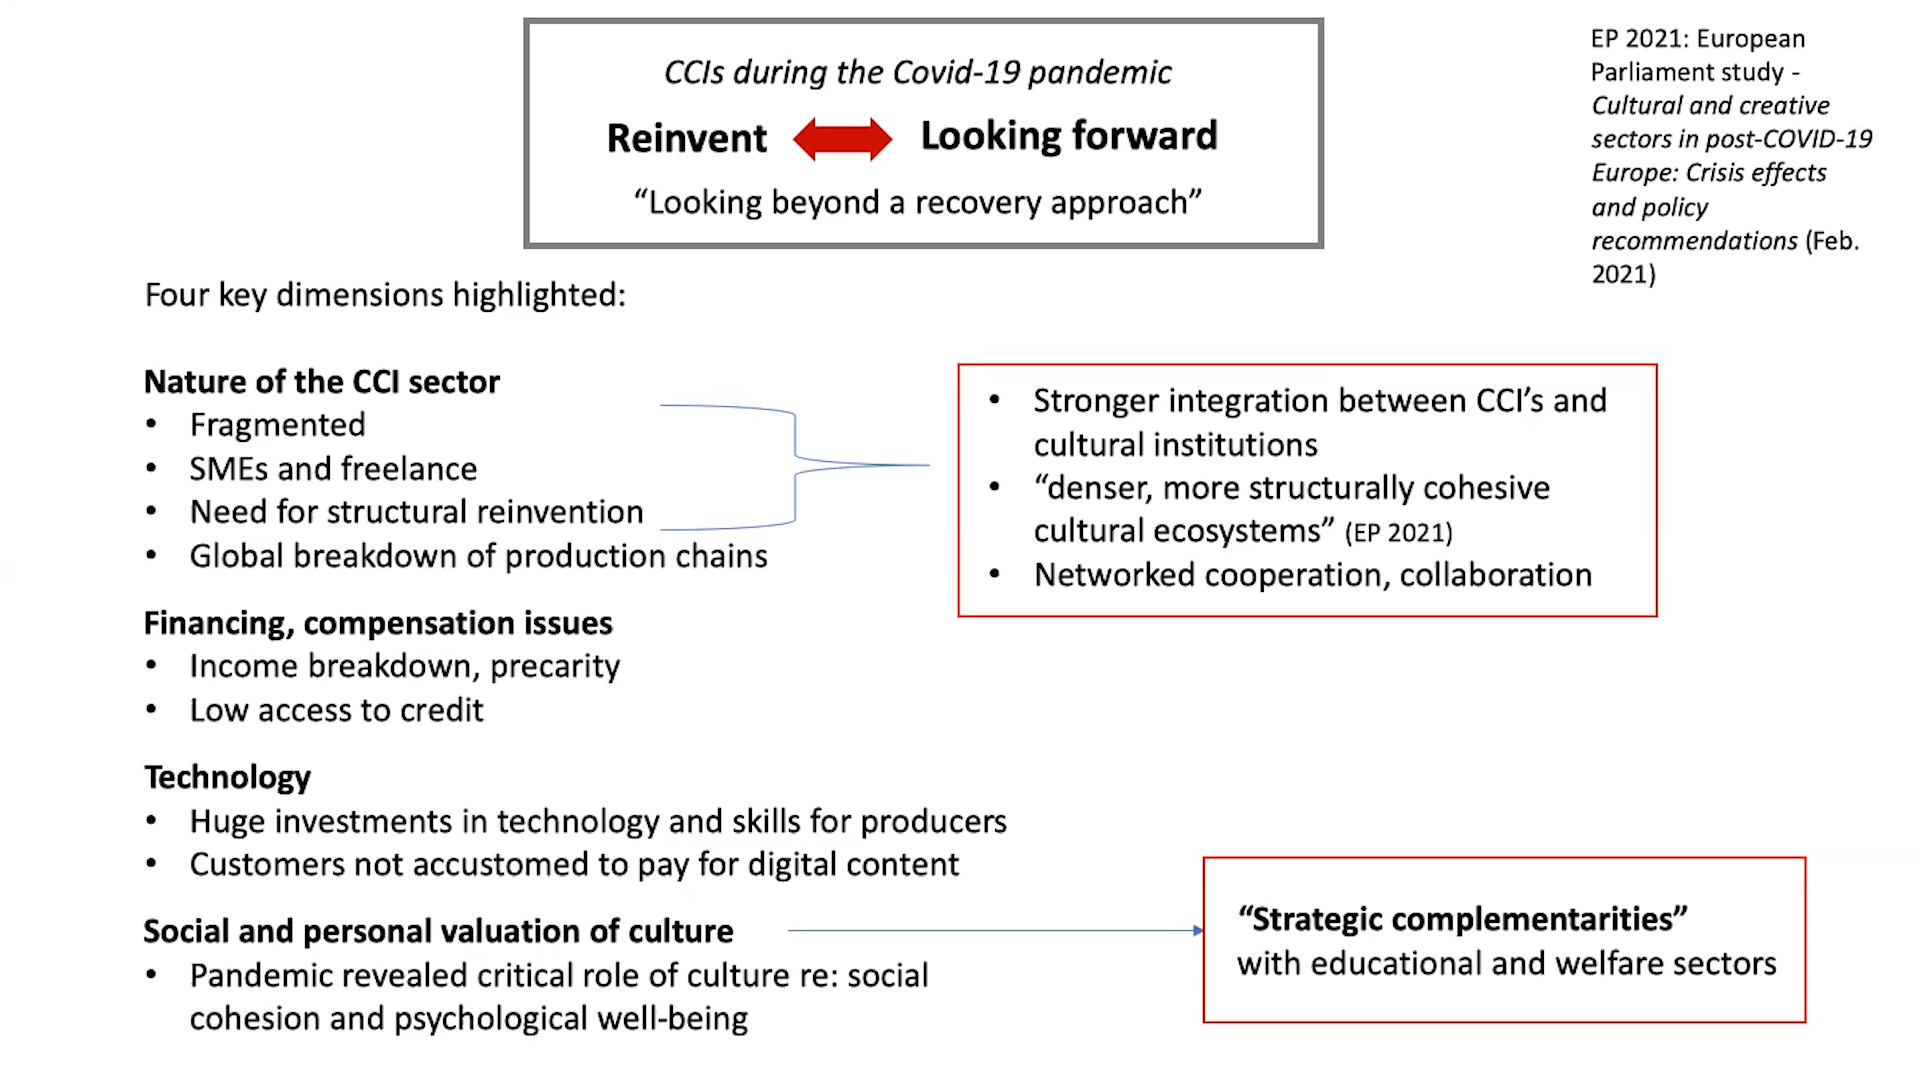 CCIs during the Covid-19 pandemic
Reinvent Looking forward
“Looking beyond a recovery approach”
EP 2021: European
Parliament study -
Cultural and creative
sectors in post-COVID-19
Europe: Crisis effects
and policy
recommendations (Feb.
2021)
Four key dimensions highlighted:
Nature of the CCI sector
• Fragmented
• SMEs and freelance
• Need for structural reinvention
• Global breakdown of production chains
• Stronger integration between CCI’s and
cultural institutions
• “denser, more structurally cohesive
cultural ecosystems” (EP 2021)
• Networked cooperation, collaboration
Financing, compensation issues
• Income breakdown, precarity
• Low access to credit
Technology
• Huge investments in technology and skills for producers
• Customers not accustomed to pay for digital content
Social and personal valuation of culture
• Pandemic revealed critical role of culture re: social
cohesion and psychological well-being
“Strategic complementarities”
with educational and welfare sectors